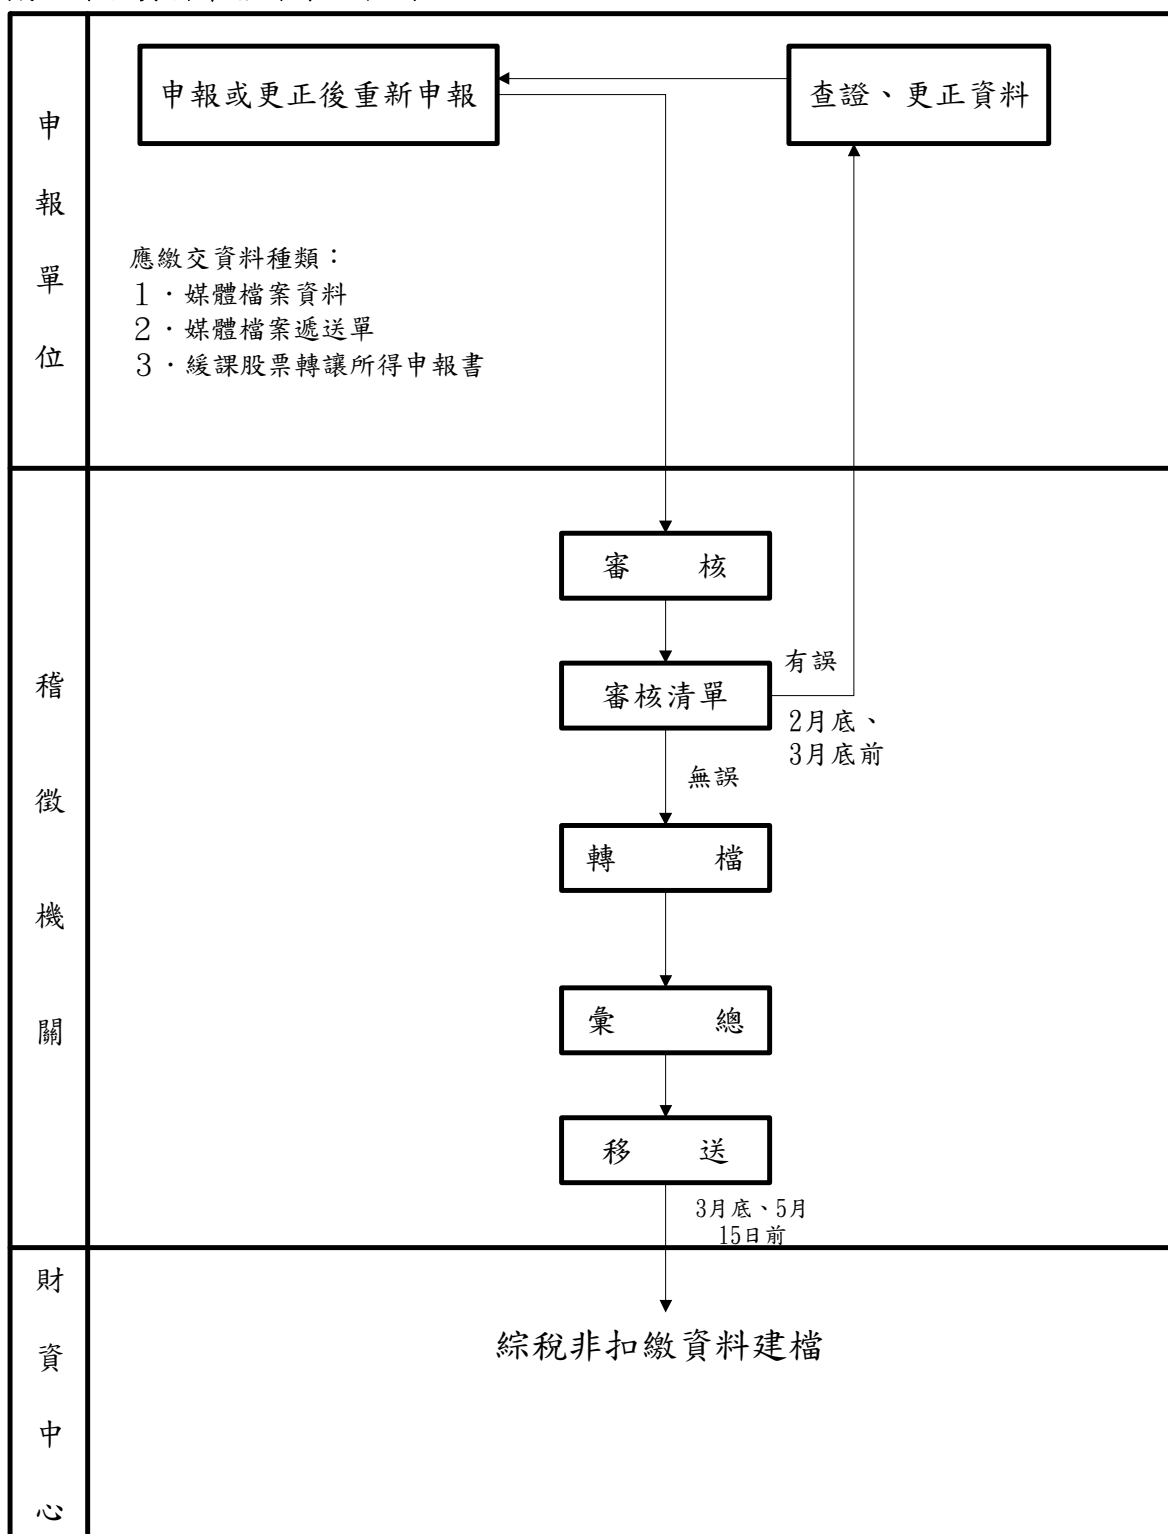 申報單位
申報或更正後重新申報
查證、更正資料
應繳交資料種類：
１．媒體檔案資料
２．媒體檔案遞送單
３．緩課股票轉讓所得申報書
稽徵機關
審　　核
審核清單
有誤
2月底、
3月底前
無誤
轉　　檔
彙　　總
移　　送
3月底、5月
15日前
財資中心
綜稅非扣繳資料建檔